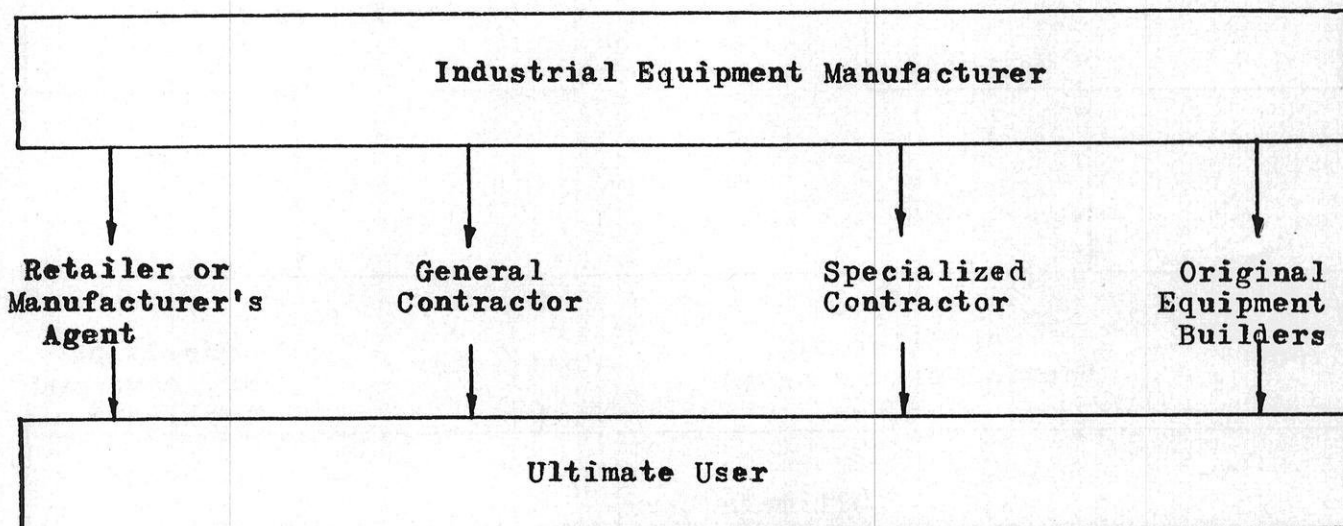 Industrial Equipment Manufacturer
Retailer or
Manufacturer's
Agent
General
Contractor
Specialized
Contractor
Original
Equipment
Builders
Ultimate User